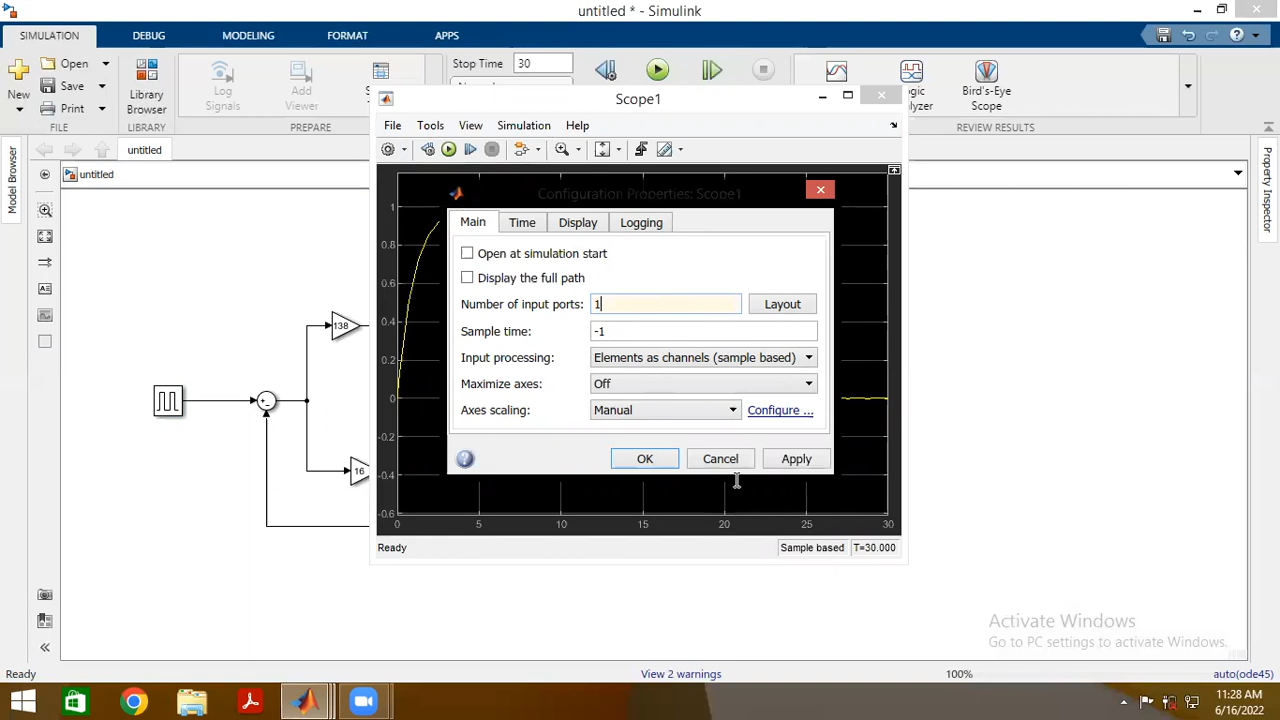 untitled * - Simulink
SIMULATION DEBUG MODELING FORMAT APPS
New
Open
Save
Print
FILE
Library Browser
LIBRARY
Log Signals
Add Viewer
PREPARE
Stop Time 30
Analyzer
Bird's-Eye Scope
REVIEW RESULTS
Model Browser
untitled
untitled
Property Inspector
138
16
Scope1
File Tools View Simulation Help
1
0.8
0.6
0.4
0.2
0
-0.2
-0.4
-0.6
0 5 10 15 20 25 30
Ready Sample based T=30.000
Configuration Properties: Scope1
Main Time Display Logging
Open at simulation start
Display the full path
Number of input ports: 1 Layout
Sample time: -1
Input processing: Elements as channels (sample based)
Maximize axes: Off
Axes scaling: Manual Configure ...
OK Cancel Apply
Activate Windows
Go to PC settings to activate Windows.
Ready View 2 warnings 100% auto(ode45)
11:28 AM
6/16/2022